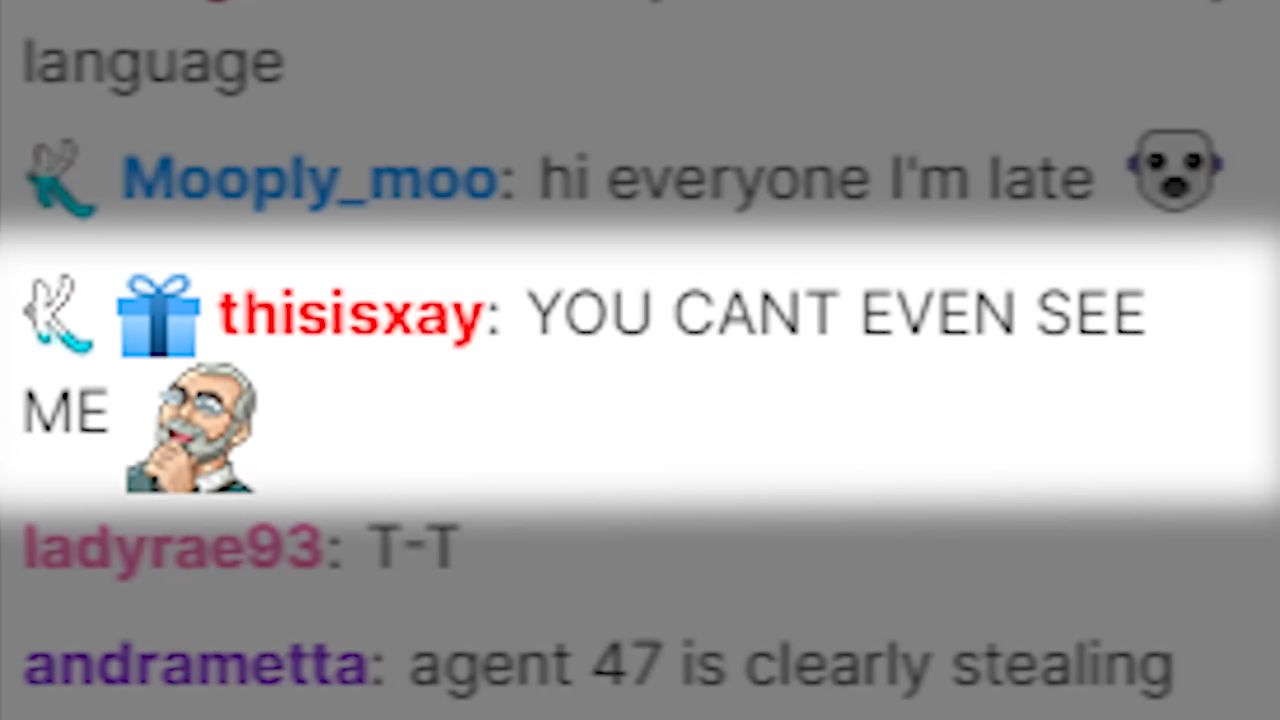 language
Mooply_moo: hi everyone I'm late
thisisxay: YOU CANT EVEN SEE
ME
ladyrae93: T-T
andrametta: agent 47 is clearly stealing